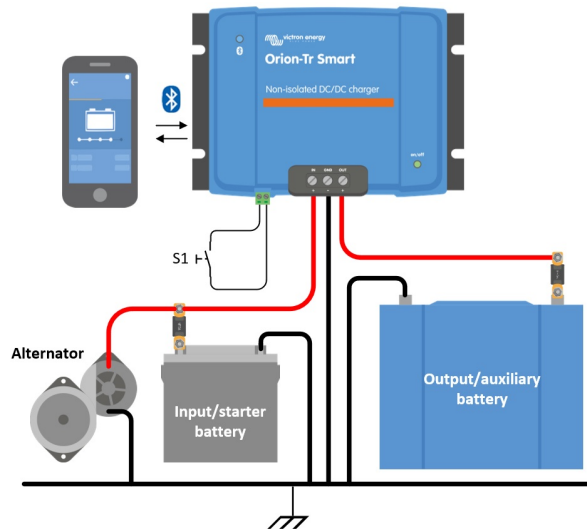 victron energy
Orion-Tr Smart
Non-isolated DC/DC charger
on/off
IN
GND
OUT
+
−
+
S1
Alternator
Input/starter
battery
Output/auxiliary
battery